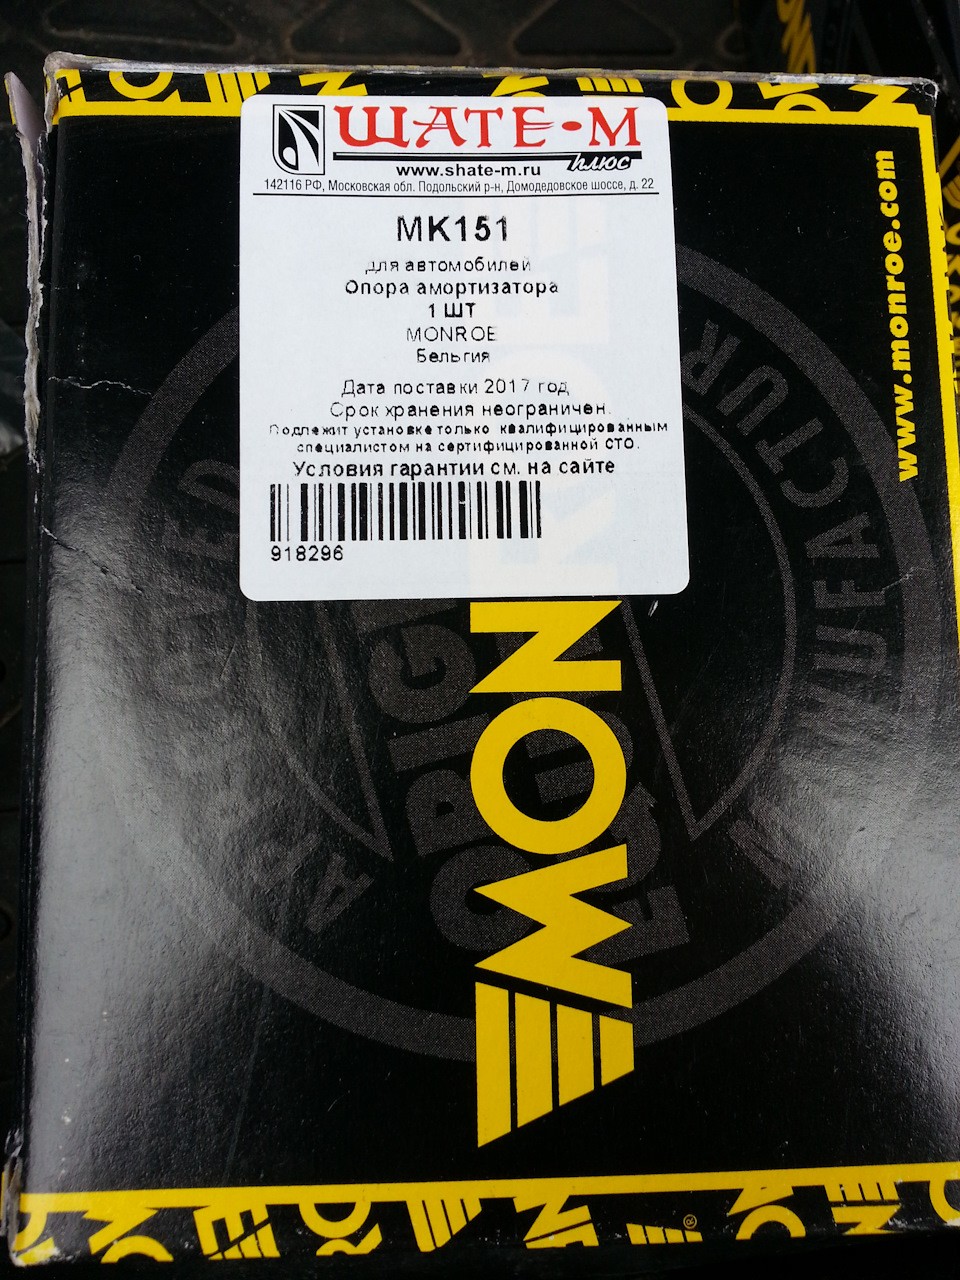 ШАТЕ-М
плюс
www.shate-m.ru
142116 РФ, Московская обл. Подольский р-н, Домодедовское шоссе, д. 22
MK151
для автомобилей
Опора амортизатора
1 ШТ
MONROE
Бельгия
Дата поставки 2017 год
Срок хранения неограничен.
Подлежит установке только квалифицированным
специалистом на сертифицированной СТО.
Условия гарантии см. на сайте
918296
www.monroe.com
MON
MANUFACTUR
ORIGI